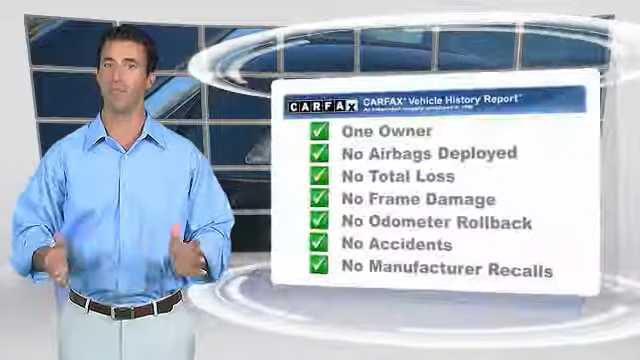 CARFAX CARFAX Vehicle History Report™
One Owner
No Airbags Deployed
No Total Loss
No Frame Damage
No Odometer Rollback
No Accidents
No Manufacturer Recalls